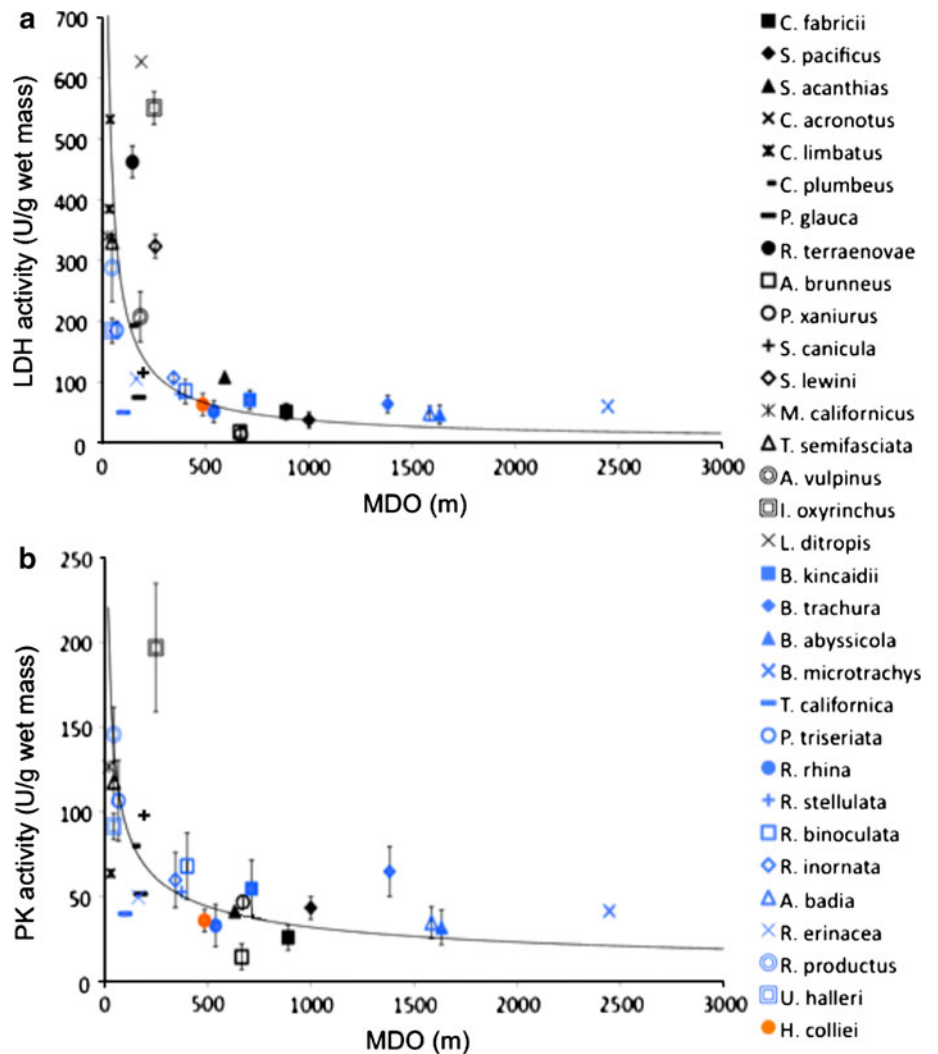 a
700
600
500
400
300
200
100
0
LDH activity (U/g wet mass)
0 500 1000 1500 2000 2500 3000
MDO (m)
b
250
200
150
100
50
0
PK activity (U/g wet mass)
0 500 1000 1500 2000 2500 3000
MDO (m)
C. fabricii
S. pacificus
S. acanthias
C. acronotus
C. limbatus
C. plumbeus
P. glauca
R. terraenovae
A. brunneus
P. xaniurus
S. canicula
S. lewini
M. californicus
T. semifasciata
A. vulpinus
I. oxyrinchus
L. ditropis
B. kincaidii
B. trachura
B. abyssicola
B. microtrachys
T. californica
P. triseriata
R. rhina
R. stellulata
R. binoculata
R. inornata
A. badia
R. erinacea
R. productus
U. halleri
H. colliei